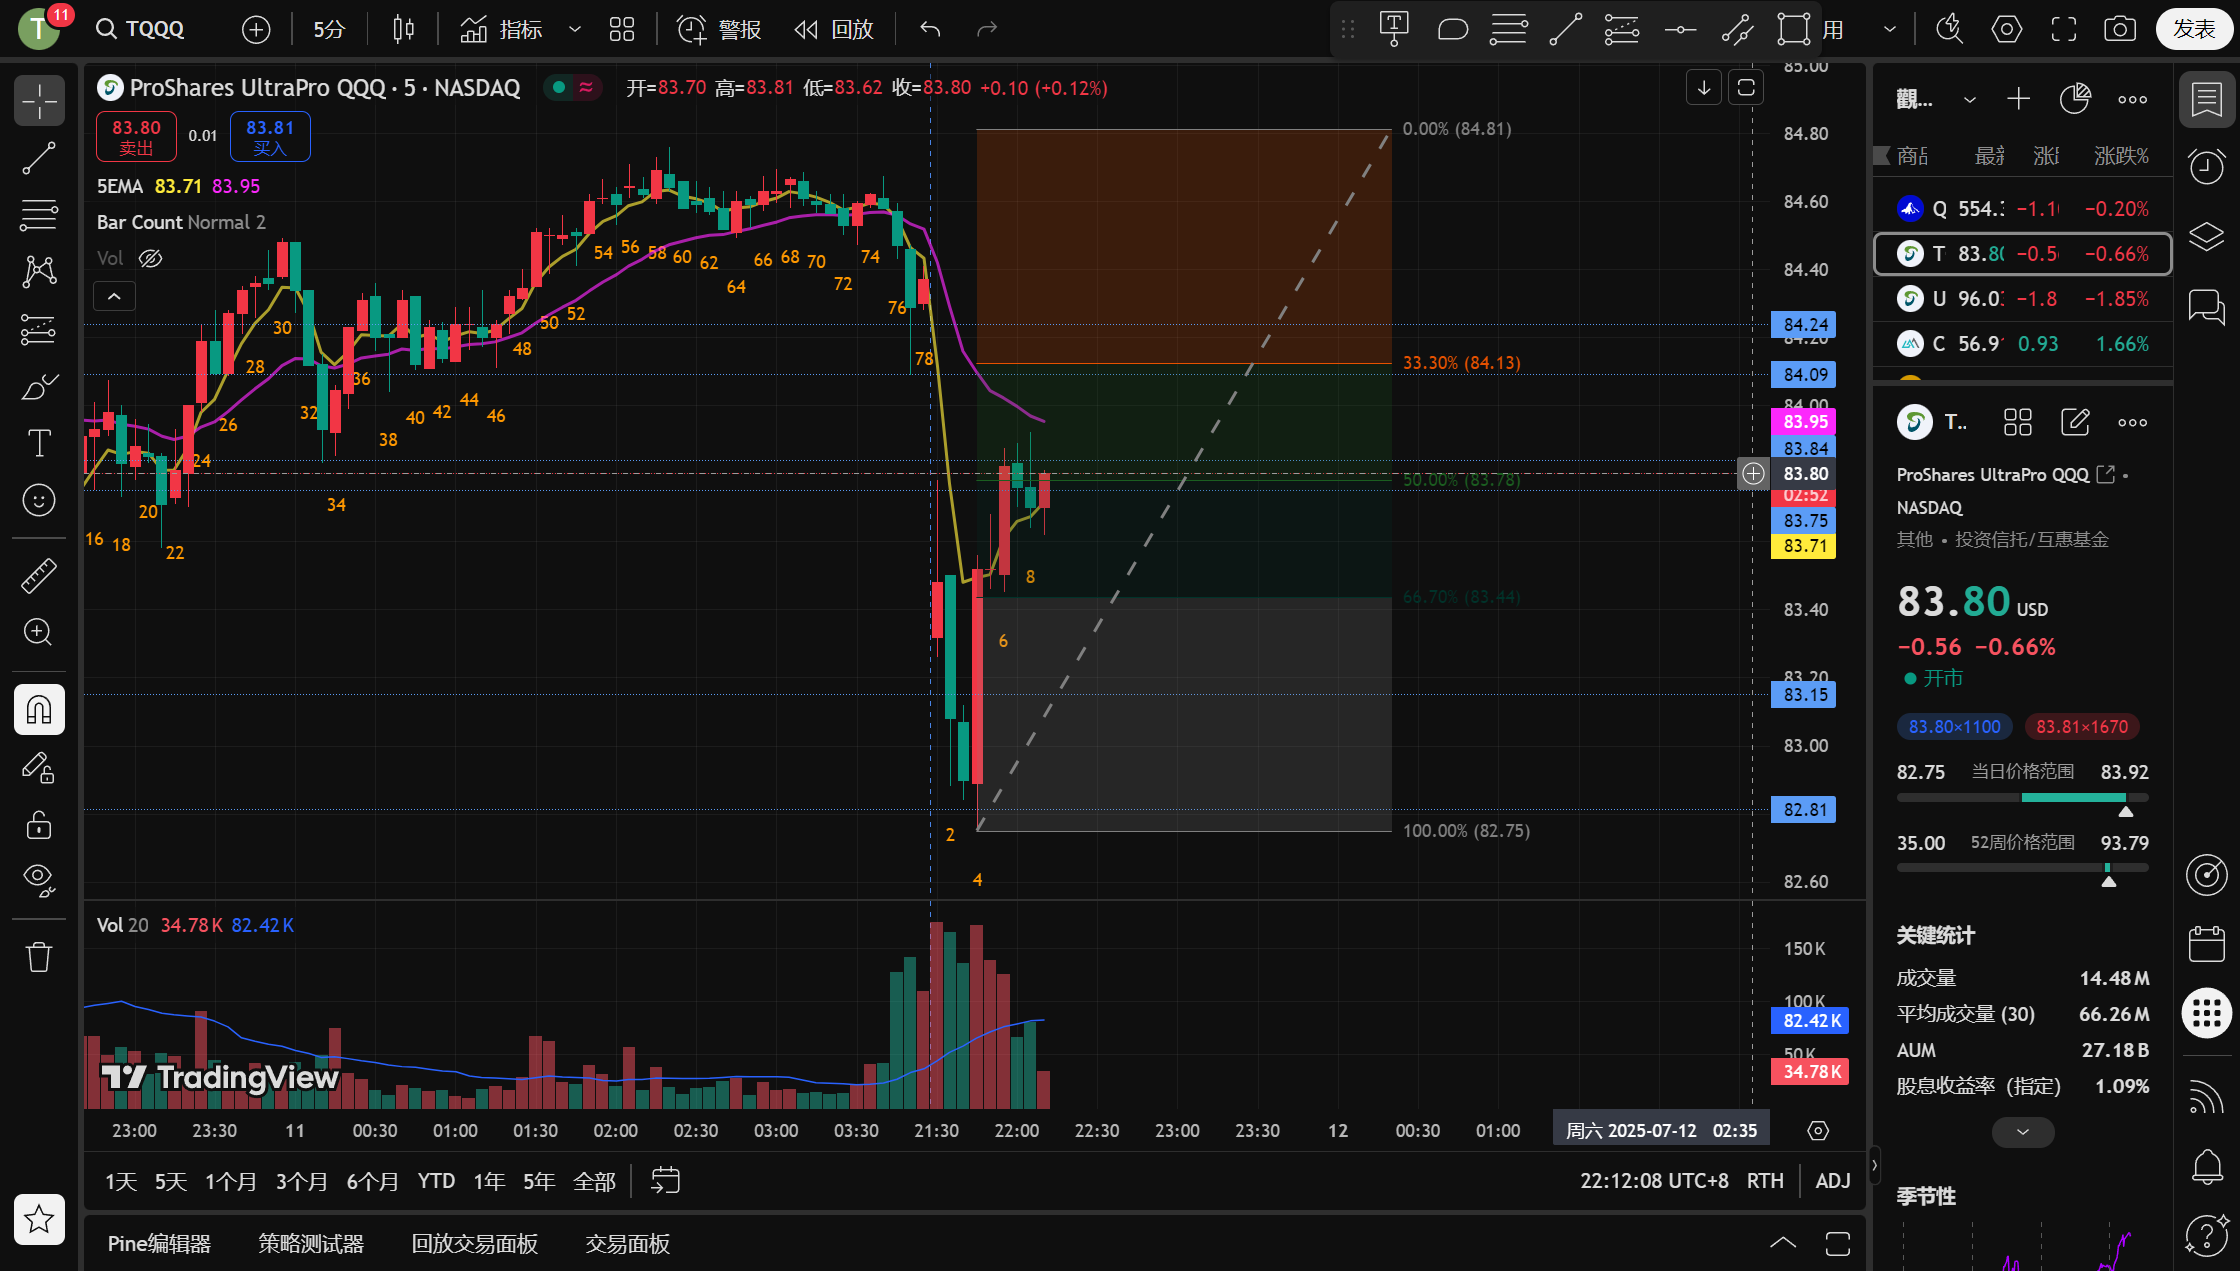 T 11 TQQQ 5分 指标 警报 回放 用 发表
ProShares UltraPro QQQ · 5 · NASDAQ 开=83.70 高=83.81 低=83.62 收=83.80 +0.10 (+0.12%)
83.80 卖出 0.01 83.81 买入
5EMA 83.71 83.95
Bar Count Normal 2
Vol
16 18 20 22 24 26 28 30 32 34 36 38 40 42 44 46 48 50 52 54 56 58 60 62 64 66 68 70 72 74 76 78
2 4 6 8
0.00% (84.81)
33.30% (84.13)
50.00% (83.78)
66.70% (83.44)
100.00% (82.75)
85.00
84.80
84.60
84.40
84.24
84.20
84.09
84.00
83.95
83.84
83.80
02:52
83.75
83.71
83.40
83.20
83.15
83.00
82.81
82.60
Vol 20 34.78 K 82.42 K
150 K
100 K
82.42 K
50 K
34.78 K
TradingView
23:00 23:30 11 00:30 01:00 01:30 02:00 02:30 03:00 03:30 21:30 22:00 22:30 23:00 23:30 12 00:30 01:00 周六 2025-07-12 02:35
1天 5天 1个月 3个月 6个月 YTD 1年 5年 全部 22:12:08 UTC+8 RTH ADJ
Pine编辑器 策略测试器 回放交易面板 交易面板
觀...
商品 最新 涨跌%
Q 554.3 −1.1 −0.20%
T 83.80 −0.5 −0.66%
U 96.0 −1.8 −1.85%
C 56.9 0.93 1.66%
T..
ProShares UltraPro QQQ •
NASDAQ
其他 • 投资信托/互惠基金
83.80 USD
−0.56 −0.66%
开市
83.80×1100 83.81×1670
82.75 当日价格范围 83.92
35.00 52周价格范围 93.79
关键统计
成交量 14.48 M
平均成交量 (30) 66.26 M
AUM 27.18 B
股息收益率 (指定) 1.09%
季节性